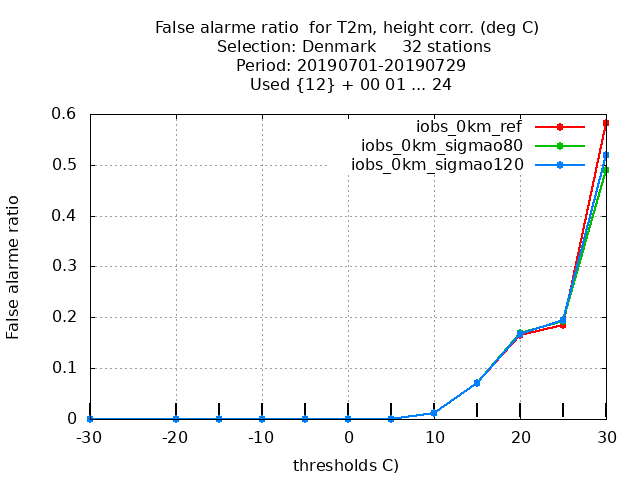 False alarme ratio  for T2m, height corr. (deg C)
Selection: Denmark     32 stations
Period: 20190701-20190729
Used {12} + 00 01 ... 24
0.6
0.5
0.4
0.3
0.2
0.1
0
False alarme ratio
iobs_0km_ref
iobs_0km_sigmao80
iobs_0km_sigmao120
-30 -20 -10 0 10 20 30
thresholds C)